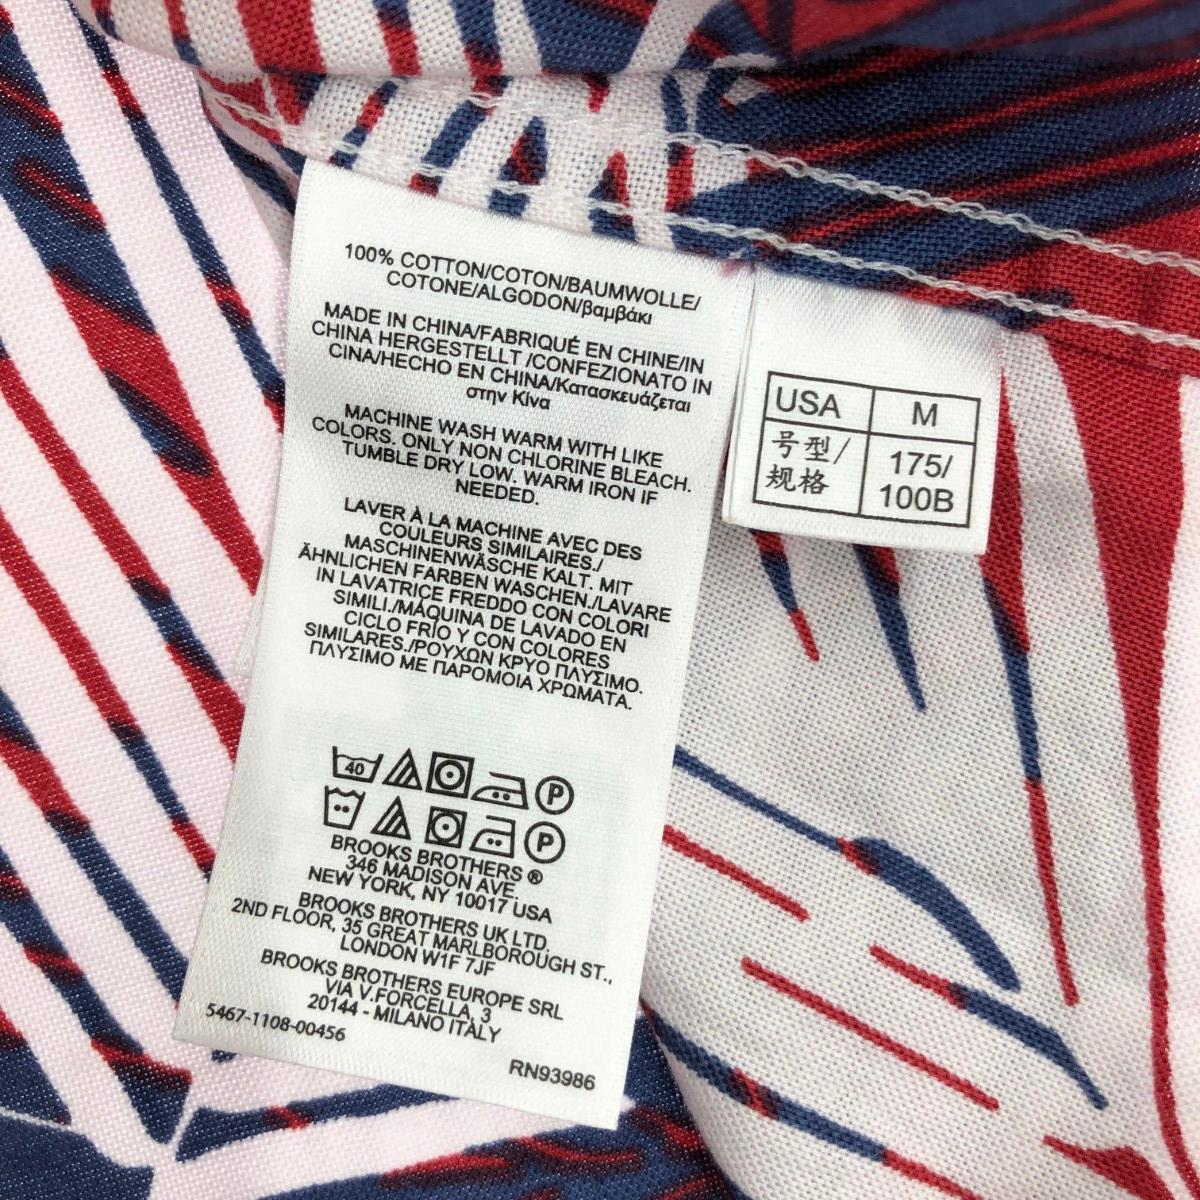 100% COTTON/COTON/BAUMWOLLE/
COTONE/ALGODON/βαμβάκι
MADE IN CHINA/FABRIQUÉ EN CHINE/IN
CHINA HERGESTELLT /CONFEZIONATO IN
CINA/HECHO EN CHINA/Κατασκευάζεται
στην Κίνα
MACHINE WASH WARM WITH LIKE
COLORS. ONLY NON CHLORINE BLEACH.
TUMBLE DRY LOW. WARM IRON IF
NEEDED.
LAVER À LA MACHINE AVEC DES
COULEURS SIMILAIRES./
MASCHINENWÄSCHE KALT. MIT
ÄHNLICHEN FARBEN WASCHEN./LAVARE
IN LAVATRICE FREDDO CON COLORI
SIMILI./MÁQUINA DE LAVADO EN
CICLO FRÍO Y CON COLORES
SIMILARES./ΡΟΥΧΩΝ ΚΡΥΟ ΠΛΥΣΙΜΟ.
ΠΛΥΣΙΜΟ ΜΕ ΠΑΡΟΜΟΙΑ ΧΡΩΜΑΤΑ.
40 P
P
BROOKS BROTHERS ®
346 MADISON AVE.
NEW YORK, NY 10017 USA
BROOKS BROTHERS UK LTD.
2ND FLOOR, 35 GREAT MARLBOROUGH ST.,
LONDON W1F 7JF
BROOKS BROTHERS EUROPE SRL
VIA V.FORCELLA, 3
20144 - MILANO ITALY
5467-1108-00456
RN93986
USA M
号型/ 175/
规格 100B